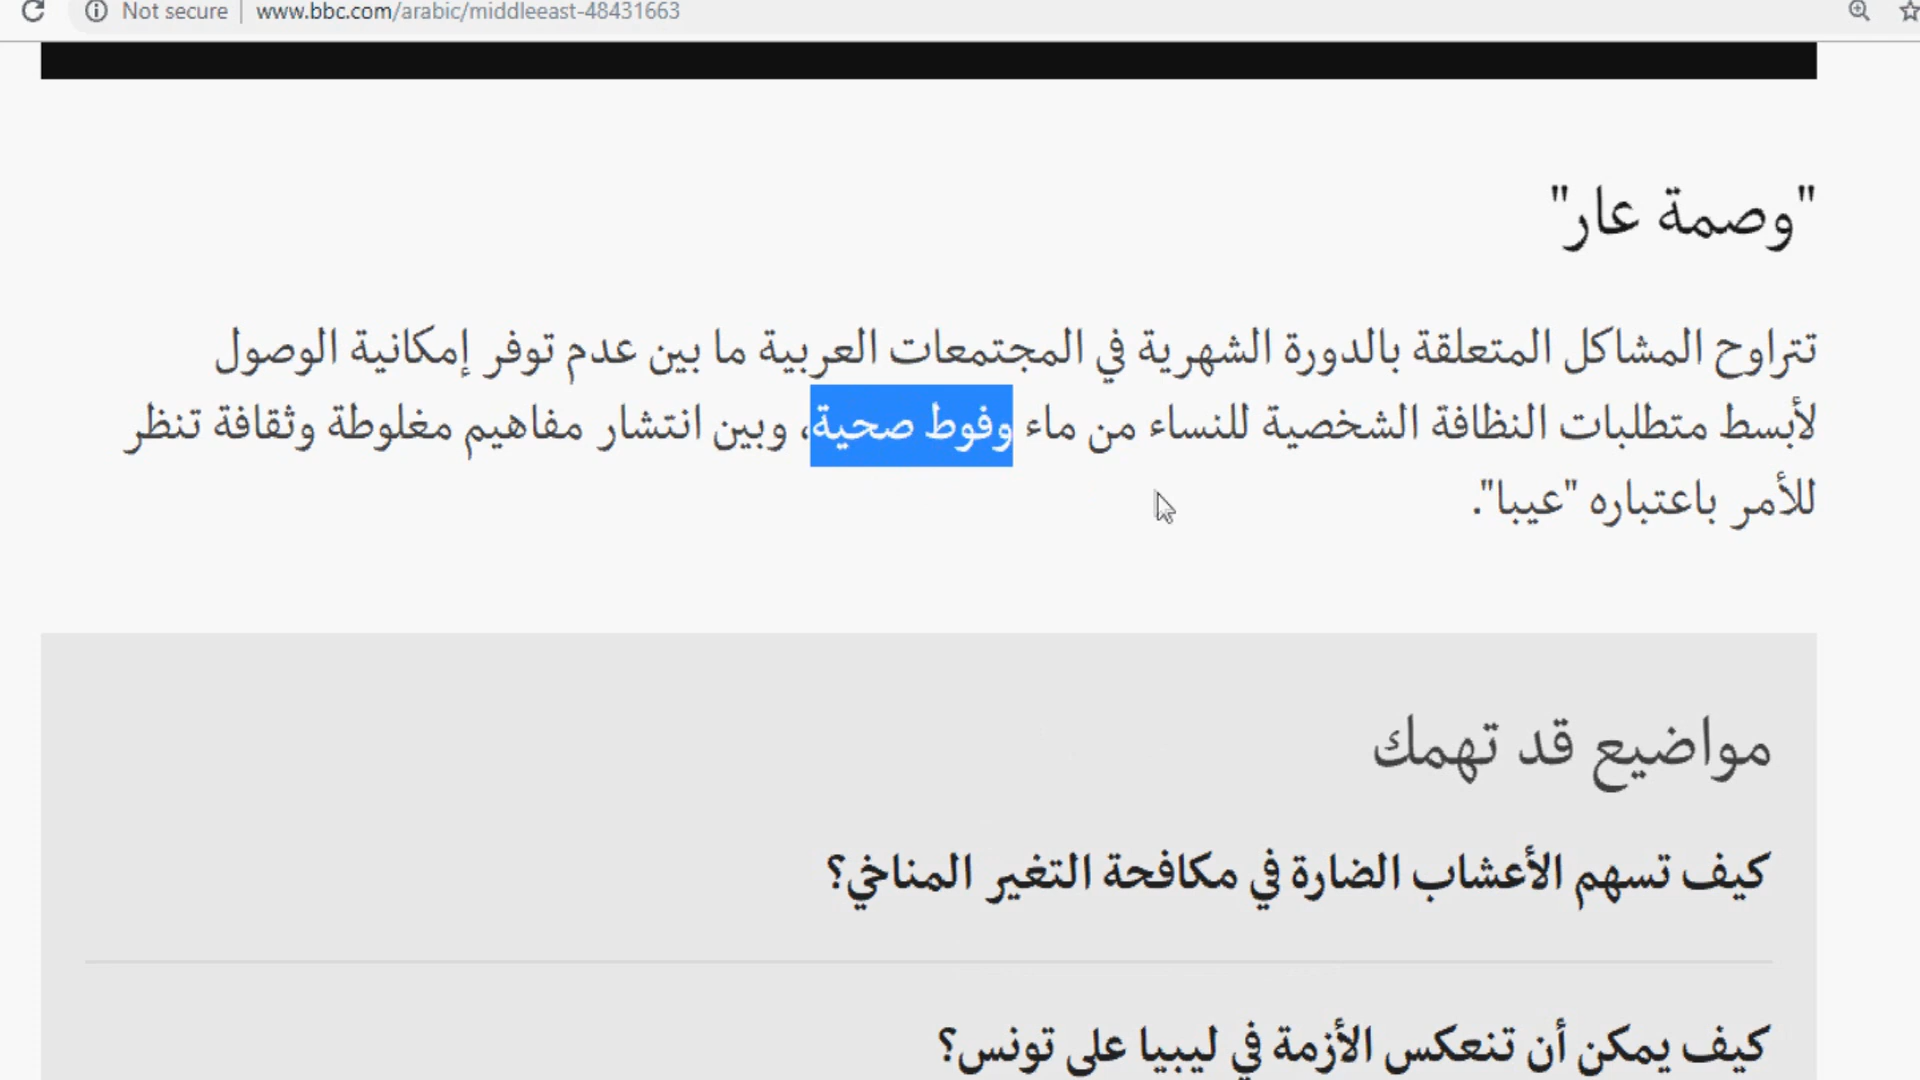 Not secure | www.bbc.com/arabic/middleeast-48431663
"وصمة عار"
تتراوح المشاكل المتعلقة بالدورة الشهرية في المجتمعات العربية ما بين عدم توفر إمكانية الوصول
لأبسط متطلبات النظافة الشخصية للنساء من ماء وفوط صحية، وبين انتشار مفاهيم مغلوطة وثقافة تنظر
للأمر باعتباره "عيبا".
مواضيع قد تهمك
كيف تسهم الأعشاب الضارة في مكافحة التغير المناخي؟
كيف يمكن أن تنعكس الأزمة في ليبيا على تونس؟